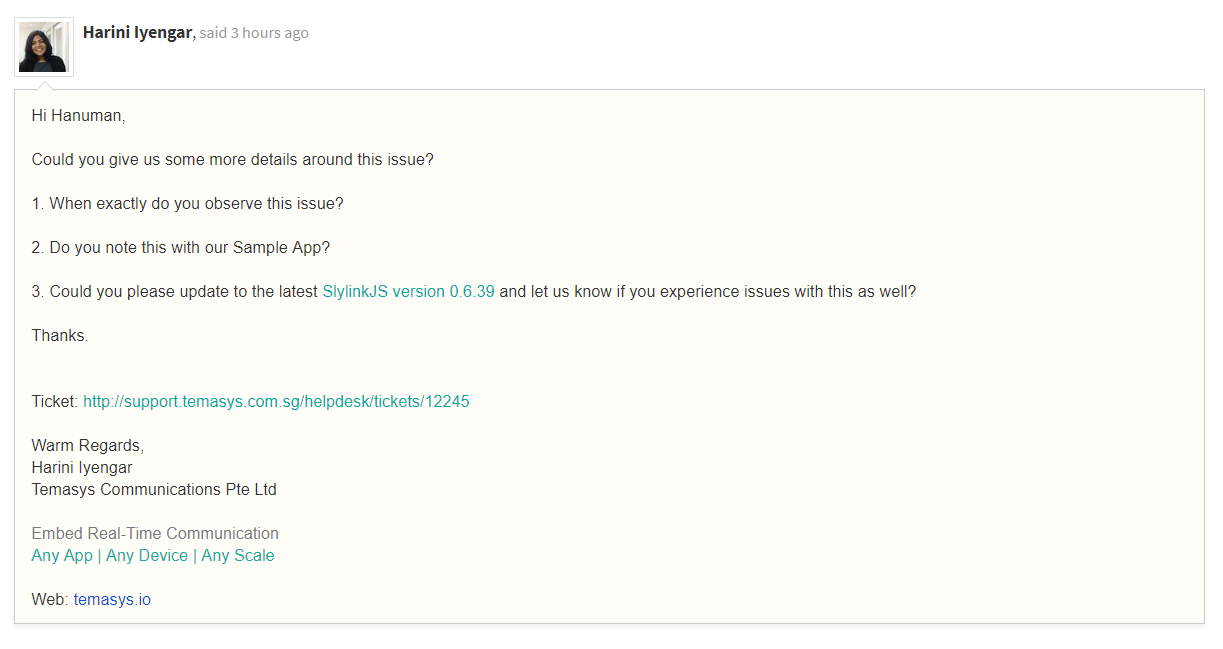 Harini Iyengar, said 3 hours ago
Hi Hanuman,
Could you give us some more details around this issue?
1. When exactly do you observe this issue?
2. Do you note this with our Sample App?
3. Could you please update to the latest SlylinkJS version 0.6.39 and let us know if you experience issues with this as well?
Thanks.
Ticket: http://support.temasys.com.sg/helpdesk/tickets/12245
Warm Regards,
Harini Iyengar
Temasys Communications Pte Ltd
Embed Real-Time Communication
Any App | Any Device | Any Scale
Web: temasys.io